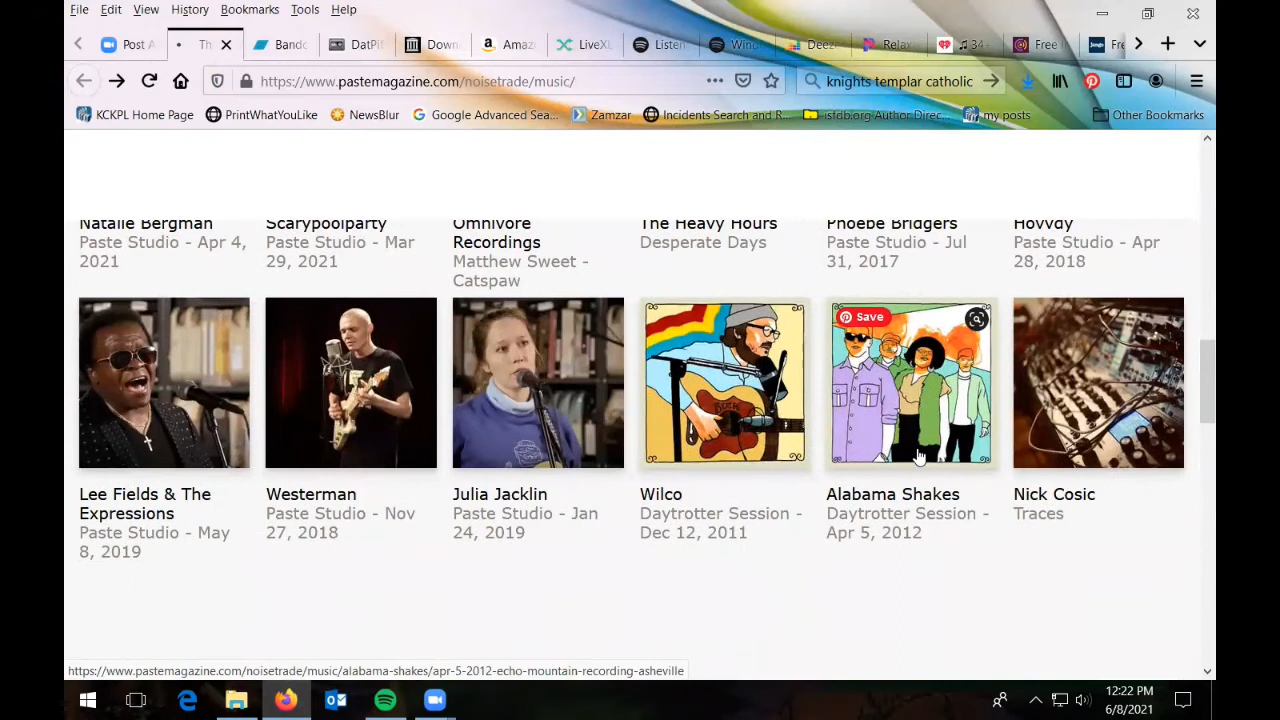 File Edit View History Bookmarks Tools Help
Post A Th Bandc DatPif Down Amaz LiveXL Listen Wind Deez Relax 34+ Free In Fre
https://www.pastemagazine.com/noisetrade/music/ knights templar catholic
KCKPL Home Page PrintWhatYouLike NewsBlur Google Advanced Sea... Zamzar Incidents Search and R... isfdb.org Author Direc... my posts Other Bookmarks
Natalie Bergman Scarypoolparty Omnivore The Heavy Hours Phoebe Bridgers Hovvdy
Paste Studio - Apr 4, Paste Studio - Mar Recordings Desperate Days Paste Studio - Jul Paste Studio - Apr
2021 29, 2021 Matthew Sweet - 31, 2017 28, 2018
Catspaw
Save
Lee Fields & The Westerman Julia Jacklin Wilco Alabama Shakes Nick Cosic
Expressions Paste Studio - Nov Paste Studio - Jan Daytrotter Session - Daytrotter Session - Traces
Paste Studio - May 27, 2018 24, 2019 Dec 12, 2011 Apr 5, 2012
8, 2019
https://www.pastemagazine.com/noisetrade/music/alabama-shakes/apr-5-2012-echo-mountain-recording-asheville
12:22 PM
6/8/2021